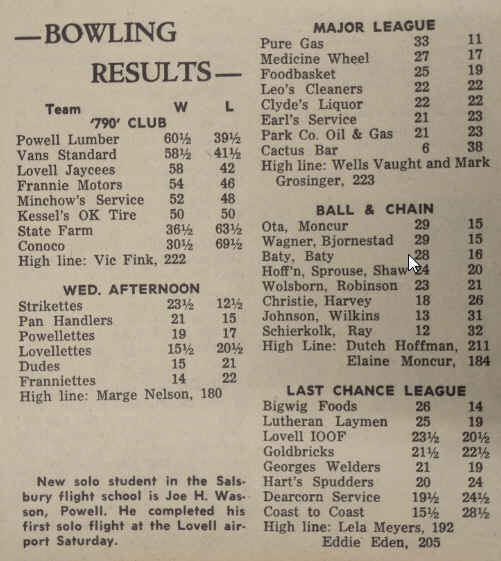 —BOWLING
RESULTS—
Team W L
'790' CLUB
Powell Lumber 60½ 39½
Vans Standard 58½ 41½
Lovell Jaycees 58 42
Frannie Motors 54 46
Minchow's Service 52 48
Kessel's OK Tire 50 50
State Farm 36½ 63½
Conoco 30½ 69½
High line: Vic Fink, 222
WED. AFTERNOON
Strikettes 23½ 12½
Pan Handlers 21 15
Powellettes 19 17
Lovellettes 15½ 20½
Dudes 15 21
Franniettes 14 22
High line: Marge Nelson, 180
New solo student in the Sals-
bury flight school is Joe H. Was-
son, Powell. He completed his
first solo flight at the Lovell air-
port Saturday.
MAJOR LEAGUE
Pure Gas 33 11
Medicine Wheel 27 17
Foodbasket 25 19
Leo's Cleaners 22 22
Clyde's Liquor 22 22
Earl's Service 21 23
Park Co. Oil & Gas 21 23
Cactus Bar 6 38
High line: Wells Vaught and Mark
Grosinger, 223
BALL & CHAIN
Ota, Moncur 29 15
Wagner, Bjornestad 29 15
Baty, Baty 28 16
Hoff'n, Sprouse, Shaw 24 20
Wolsborn, Robinson 23 21
Christie, Harvey 18 26
Johnson, Wilkins 13 31
Schierkolk, Ray 12 32
High Line: Dutch Hoffman, 211
Elaine Moncur, 184
LAST CHANCE LEAGUE
Bigwig Foods 26 14
Lutheran Laymen 25 19
Lovell IOOF 23½ 20½
Goldbricks 21½ 22½
Georges Welders 21 19
Hart's Spudders 20 24
Dearcorn Service 19½ 24½
Coast to Coast 15½ 28½
High line: Lela Meyers, 192
Eddie Eden, 205